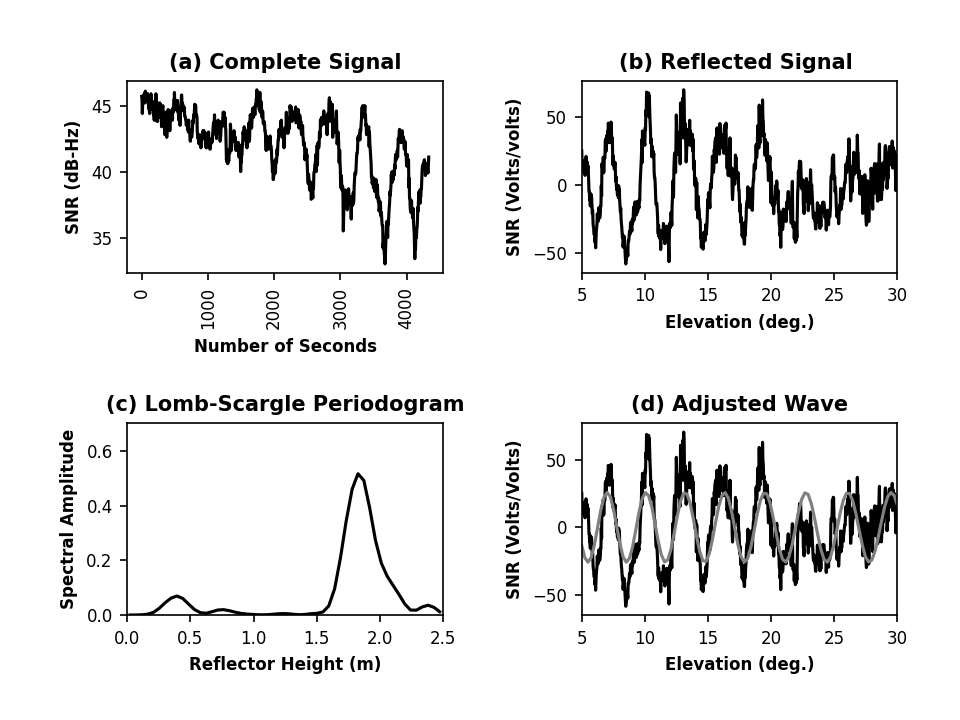 (a) Complete Signal
SNR (dB-Hz)
45
40
35
0
1000
2000
3000
4000
Number of Seconds
(b) Reflected Signal
SNR (Volts/volts)
50
0
−50
5 10 15 20 25 30
Elevation (deg.)
(c) Lomb-Scargle Periodogram
Spectral Amplitude
0.6
0.4
0.2
0.0
0.0 0.5 1.0 1.5 2.0 2.5
Reflector Height (m)
(d) Adjusted Wave
SNR (Volts/Volts)
50
0
−50
5 10 15 20 25 30
Elevation (deg.)